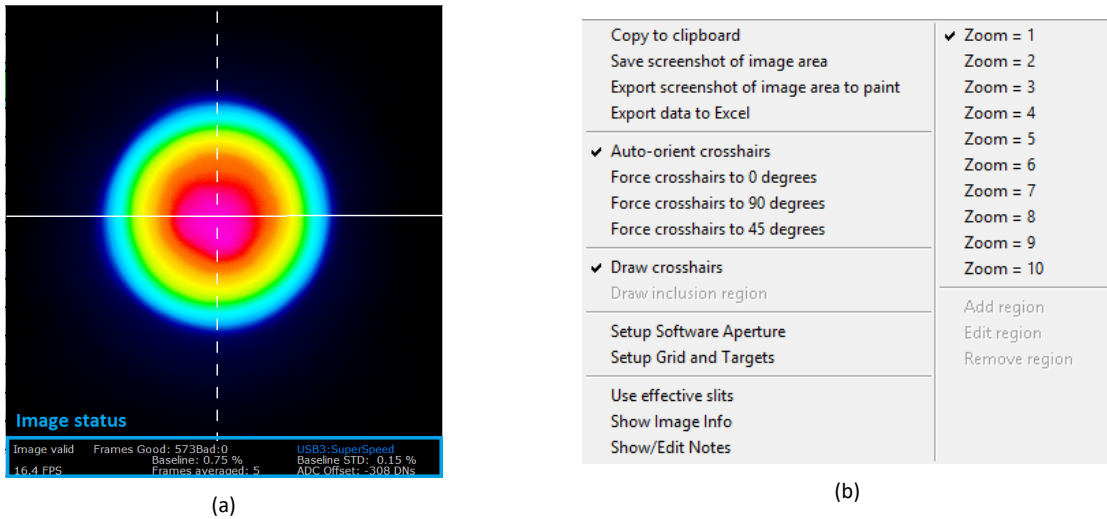 Image status
Image valid Frames Good: 573Bad:0 USB3:SuperSpeed
Baseline: 0.75 % Baseline STD: 0.15 %
16.4 FPS Frames averaged: 5 ADC Offset: -308 DNs
(a)
Copy to clipboard
Save screenshot of image area
Export screenshot of image area to paint
Export data to Excel
Auto-orient crosshairs
Force crosshairs to 0 degrees
Force crosshairs to 90 degrees
Force crosshairs to 45 degrees
Draw crosshairs
Draw inclusion region
Setup Software Aperture
Setup Grid and Targets
Use effective slits
Show Image Info
Show/Edit Notes
Zoom = 1
Zoom = 2
Zoom = 3
Zoom = 4
Zoom = 5
Zoom = 6
Zoom = 7
Zoom = 8
Zoom = 9
Zoom = 10
Add region
Edit region
Remove region
(b)